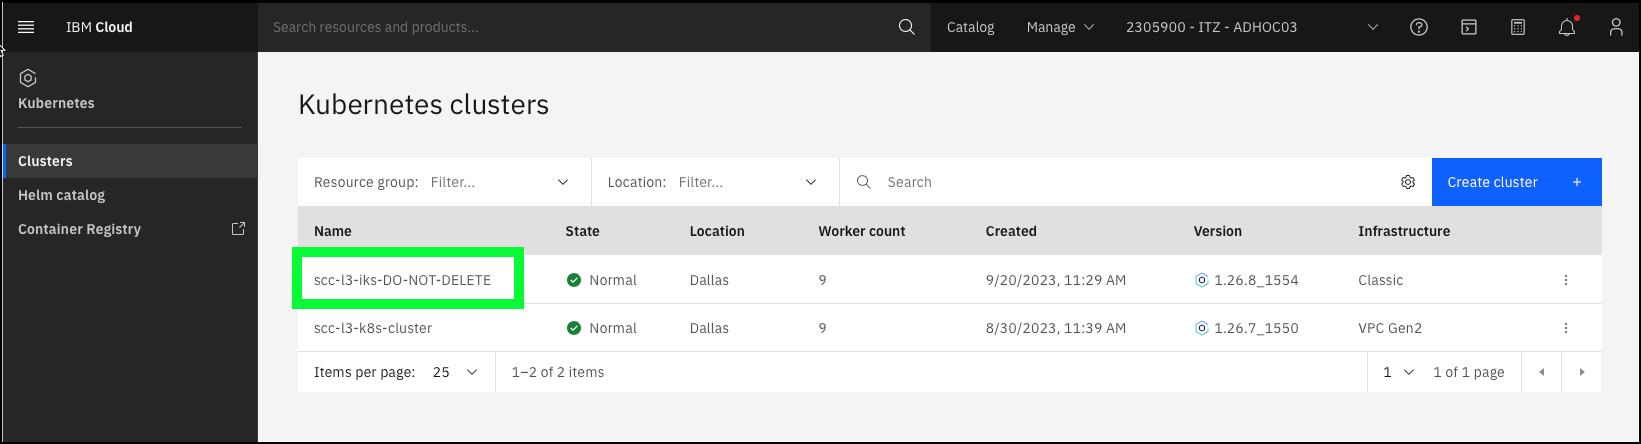 IBM Cloud Search resources and products... Catalog Manage 2305900 - ITZ - ADHOC03
Kubernetes
Clusters
Helm catalog
Container Registry
Kubernetes clusters
Resource group: Filter... Location: Filter... Search Create cluster +
Name State Location Worker count Created Version Infrastructure
scc-l3-iks-DO-NOT-DELETE Normal Dallas 9 9/20/2023, 11:29 AM 1.26.8_1554 Classic
scc-l3-k8s-cluster Normal Dallas 9 8/30/2023, 11:39 AM 1.26.7_1550 VPC Gen2
Items per page: 25 1–2 of 2 items 1 1 of 1 page